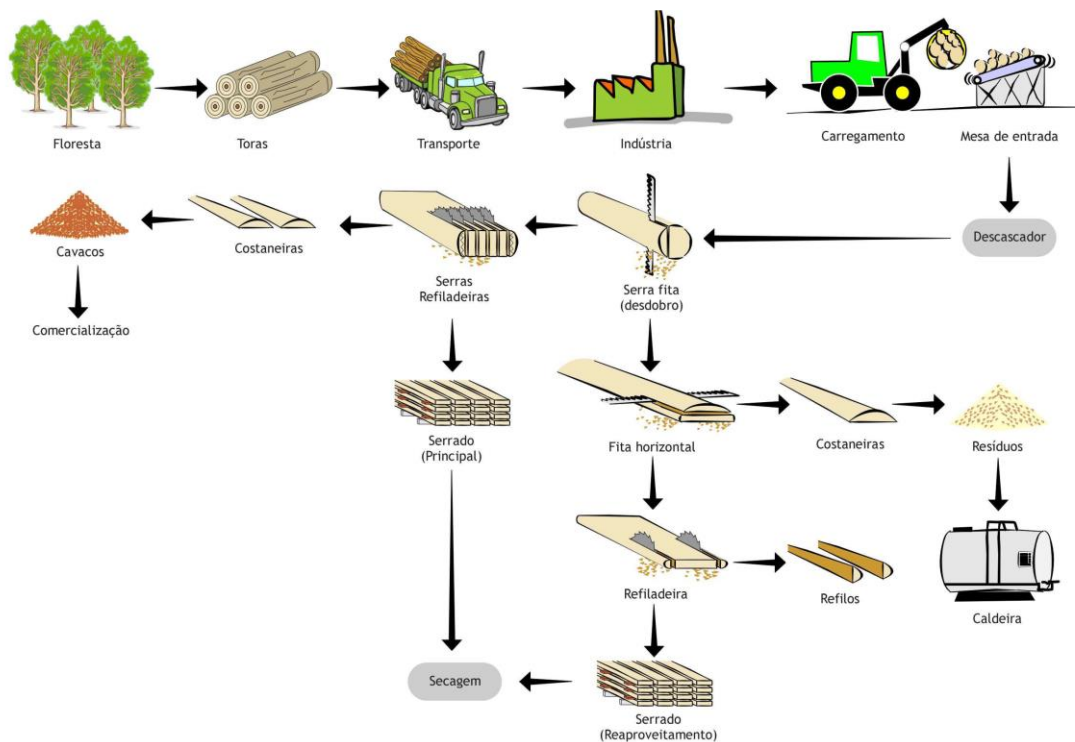 Floresta
Toras
Transporte
Indústria
Carregamento
Mesa de entrada
Cavacos
Costaneiras
Serras
Refiladeiras
Serra fita
(desdobro)
Descascador
Comercialização
Serrado
(Principal)
Fita horizontal
Costaneiras
Resíduos
Refiladeira
Refilos
Caldeira
Secagem
Serrado
(Reaproveitamento)